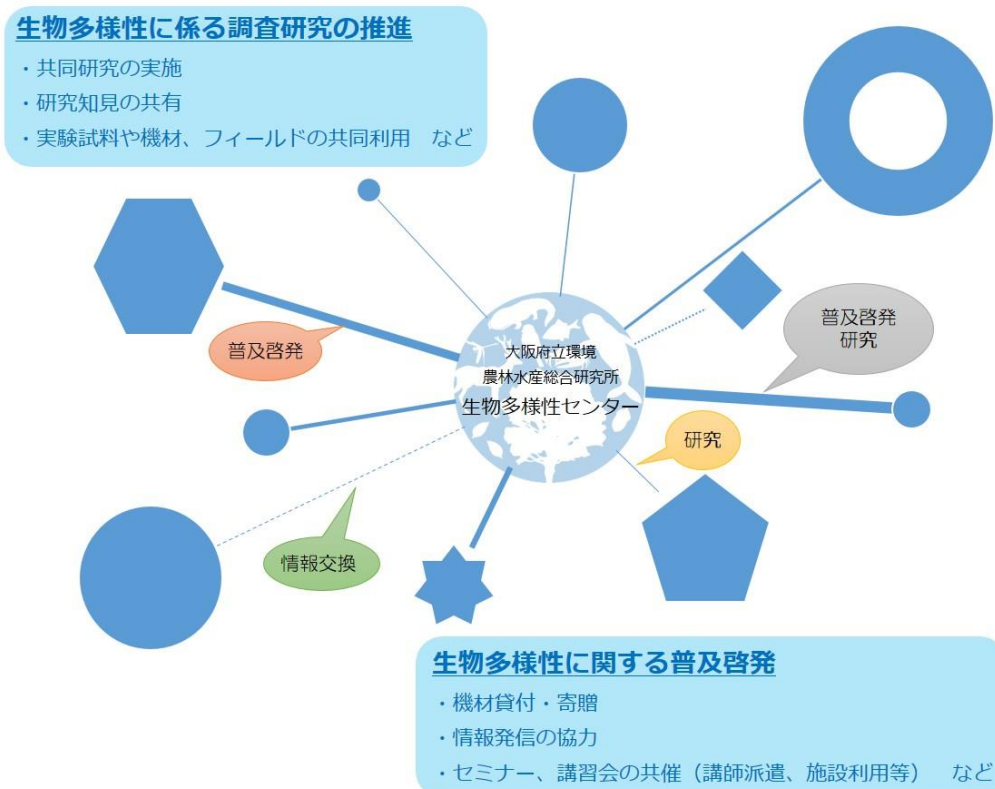 生物多様性に係る調査研究の推進
・共同研究の実施
・研究知見の共有
・実験試料や機材、フィールドの共同利用　など
普及啓発
大阪府立環境
農林水産総合研究所
生物多様性センター
普及啓発
研究
研究
情報交換
生物多様性に関する普及啓発
・機材貸付・寄贈
・情報発信の協力
・セミナー、講習会の共催（講師派遣、施設利用等）　など